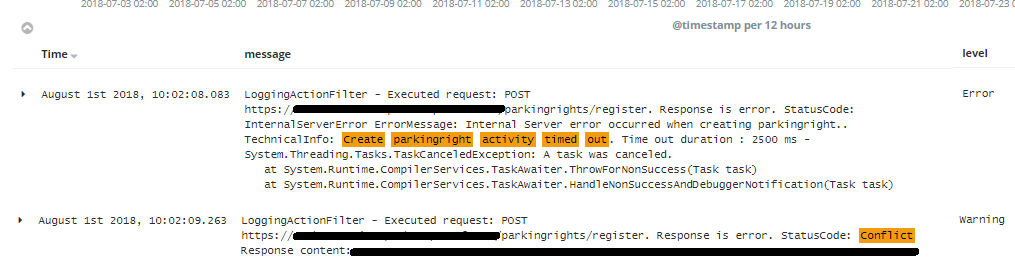 2018-07-03 02:00 2018-07-05 02:00 2018-07-07 02:00 2018-07-09 02:00 2018-07-11 02:00 2018-07-13 02:00 2018-07-15 02:00 2018-07-17 02:00 2018-07-19 02:00 2018-07-21 02:00 2018-07-23 0
@timestamp per 12 hours
Time message level
August 1st 2018, 10:02:08.083 LoggingActionFilter - Executed request: POST Error
https:// /parkingrights/register. Response is error. StatusCode:
InternalServerError ErrorMessage: Internal Server error occurred when creating parkingright..
TechnicalInfo: Create parkingright activity timed out. Time out duration : 2500 ms -
System.Threading.Tasks.TaskCanceledException: A task was canceled.
at System.Runtime.CompilerServices.TaskAwaiter.ThrowForNonSuccess(Task task)
at System.Runtime.CompilerServices.TaskAwaiter.HandleNonSuccessAndDebuggerNotification(Task task)
August 1st 2018, 10:02:09.263 LoggingActionFilter - Executed request: POST Warning
https:// /parkingrights/register. Response is error. StatusCode: Conflict
Response content: